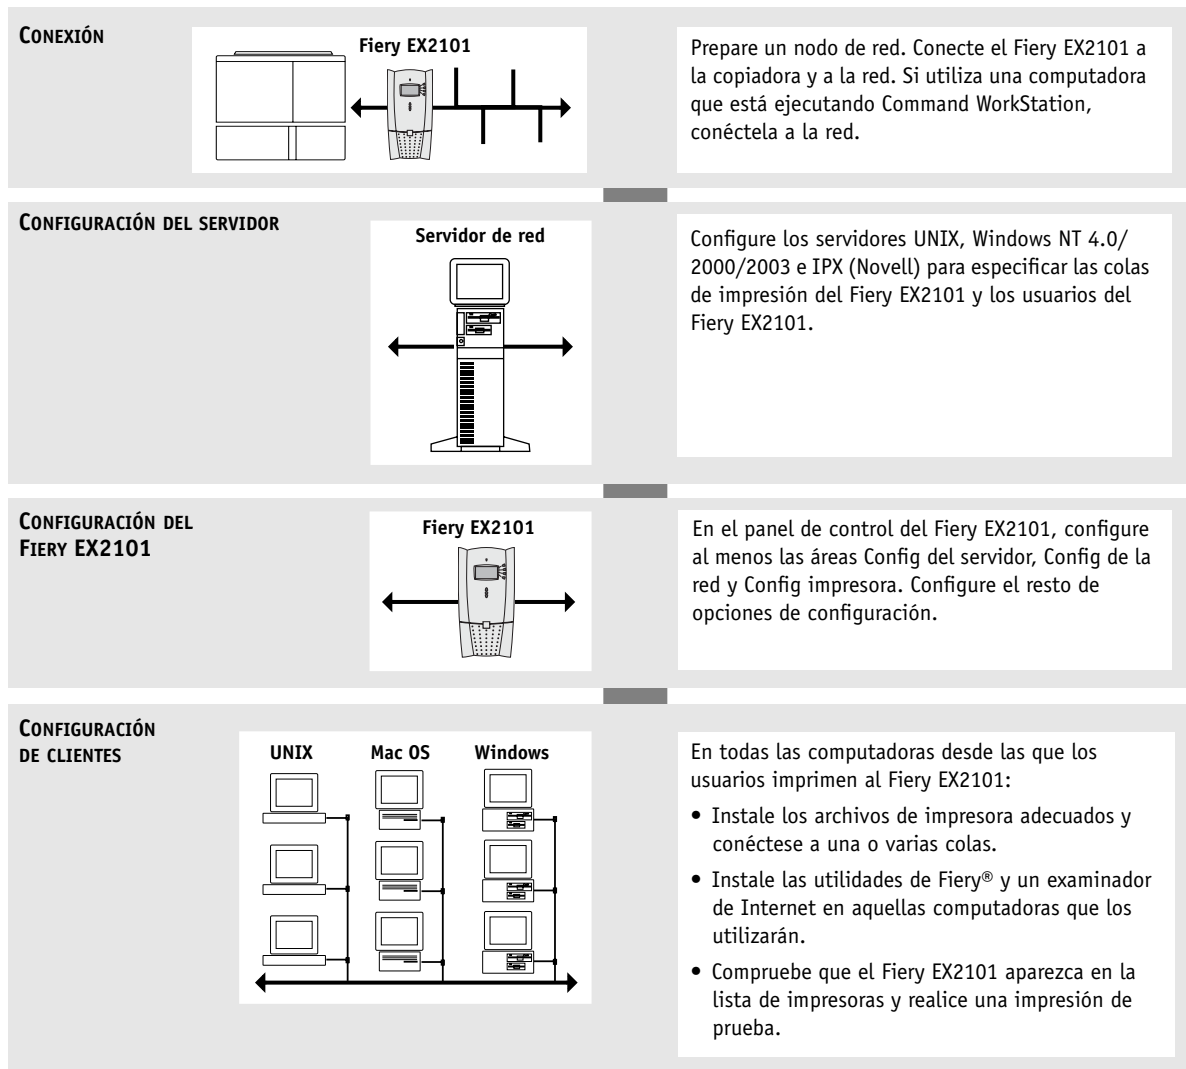 CONEXIÓN
Fiery EX2101
Prepare un nodo de red. Conecte el Fiery EX2101 a
la copiadora y a la red. Si utiliza una computadora
que está ejecutando Command WorkStation,
conéctela a la red.
CONFIGURACIÓN DEL SERVIDOR
Servidor de red
Configure los servidores UNIX, Windows NT 4.0/
2000/2003 e IPX (Novell) para especificar las colas
de impresión del Fiery EX2101 y los usuarios del
Fiery EX2101.
CONFIGURACIÓN DEL
FIERY EX2101
Fiery EX2101
En el panel de control del Fiery EX2101, configure
al menos las áreas Config del servidor, Config de la
red y Config impresora. Configure el resto de
opciones de configuración.
CONFIGURACIÓN
DE CLIENTES
UNIX Mac OS Windows
En todas las computadoras desde las que los
usuarios imprimen al Fiery EX2101:
• Instale los archivos de impresora adecuados y
conéctese a una o varias colas.
• Instale las utilidades de Fiery® y un examinador
de Internet en aquellas computadoras que los
utilizarán.
• Compruebe que el Fiery EX2101 aparezca en la
lista de impresoras y realice una impresión de
prueba.